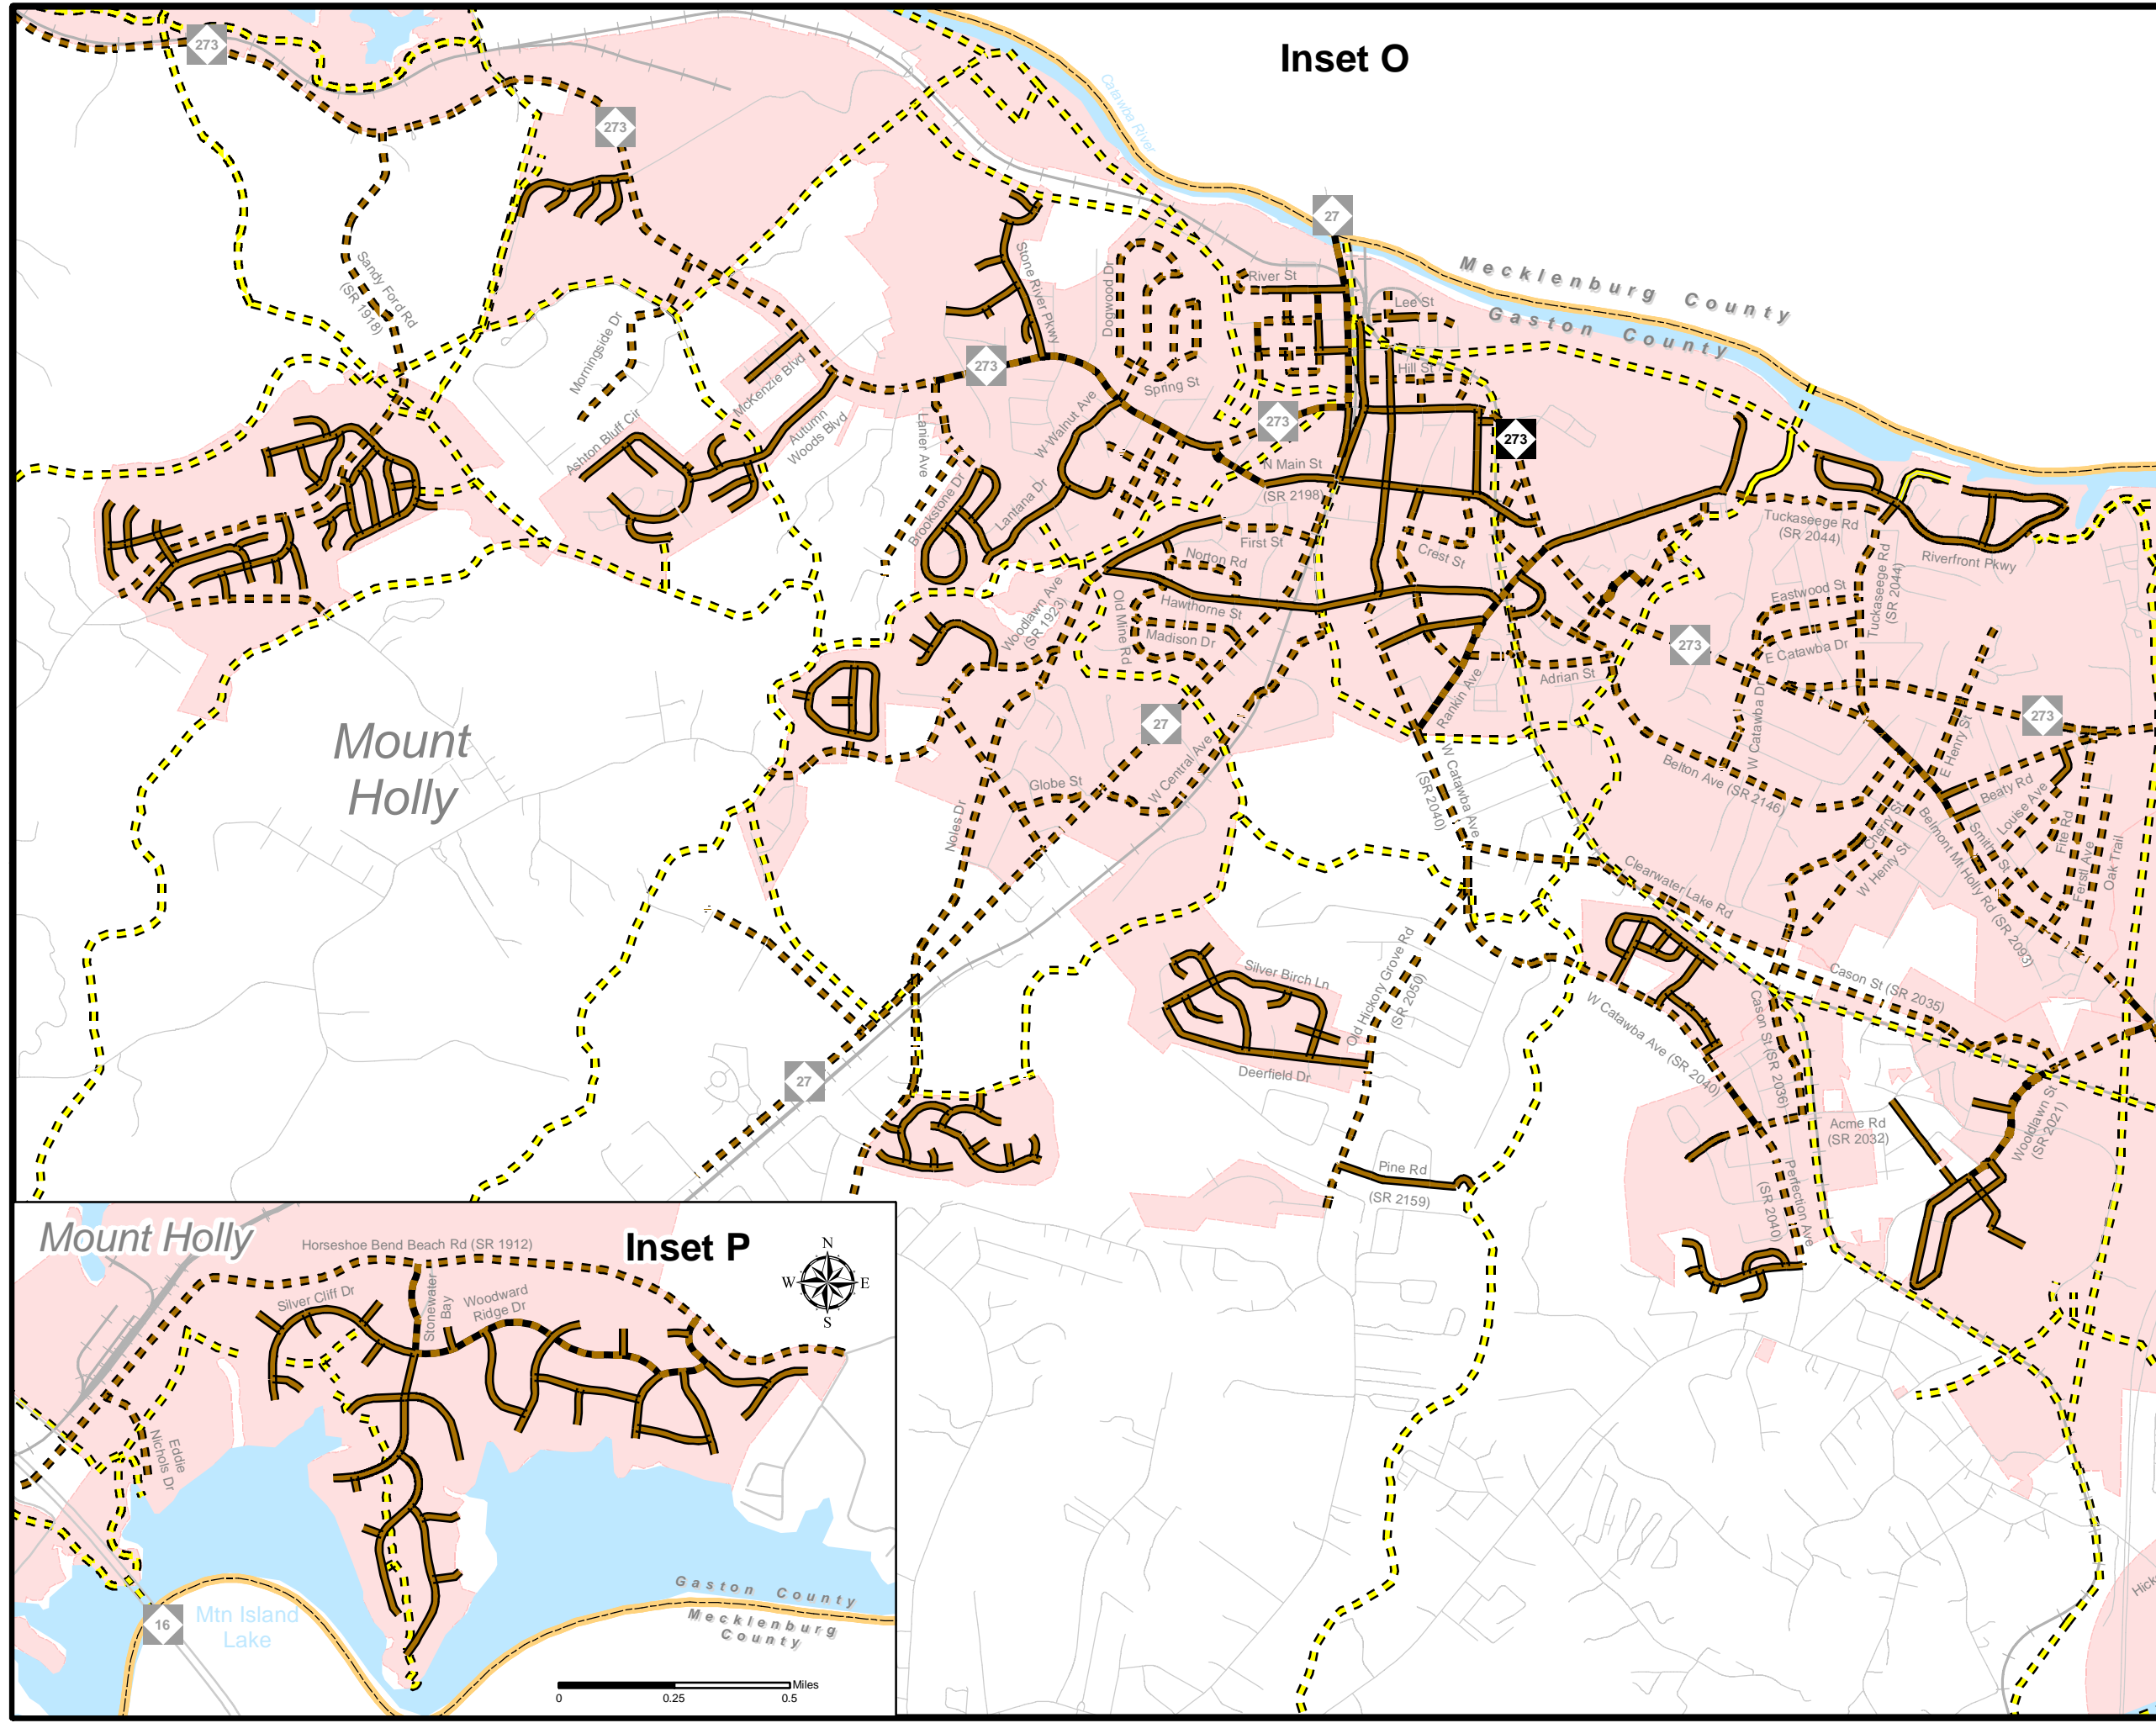 Inset O
273
273
Catawba River
27
Mecklenburg County
Gaston County
Sandy Ford Rd
(SR 1918)
Stone River Pkwy
Dogwood Dr
River St
Lee St
Hill St
Morningside Dr
McKenzie Blvd
273
Spring St
273
273
Ashton Bluff Cir
Autumn
Woods Blvd
Lanier Ave
W Walnut Ave
N Main St
(SR 2198)
Brookstone Dr
Lantana Dr
Tuckaseege Rd
(SR 2044)
Riverfront Pkwy
First St
Norton Rd
Crest St
Tuckaseege Rd
(SR 2044)
Eastwood St
Woodlawn Ave
(SR 1923)
Old Mine Rd
Hawthorne St
Madison Dr
273
E Catawba Dr
Adrian St
Rankin Ave
27
273
Mount
Holly
W Catawba Dr
E Henry St
W Central Ave
W Catawba Ave
(SR 2040)
Belton Ave (SR 2146)
Globe St
Noles Dr
Beaty Rd
Louise Ave
Cherry St
W Henry St
Smith St
Fite Rd
Ferstl Ave
Oak Trail
Belmont Mt Holly Rd (SR 2093)
Clearwater Lake Rd
Silver Birch Ln
Old Hickory Grove Rd
(SR 2050)
Cason St (SR 2035)
W Catawba Ave (SR 2040)
Cason St (SR 2036)
27
Deerfield Dr
Acme Rd
(SR 2032)
Wooldlawn St
(SR 2021)
Pine Rd
(SR 2159)
Perfection Ave
(SR 2040)
Mount Holly
Horseshoe Bend Beach Rd (SR 1912)
Inset P
N
W
E
S
Silver Cliff Dr
Stonewater
Bay
Woodward
Ridge Dr
Eddie
Nichols Dr
Gaston County
Mecklenburg
County
16
Mtn Island
Lake
Miles
0
0.25
0.5